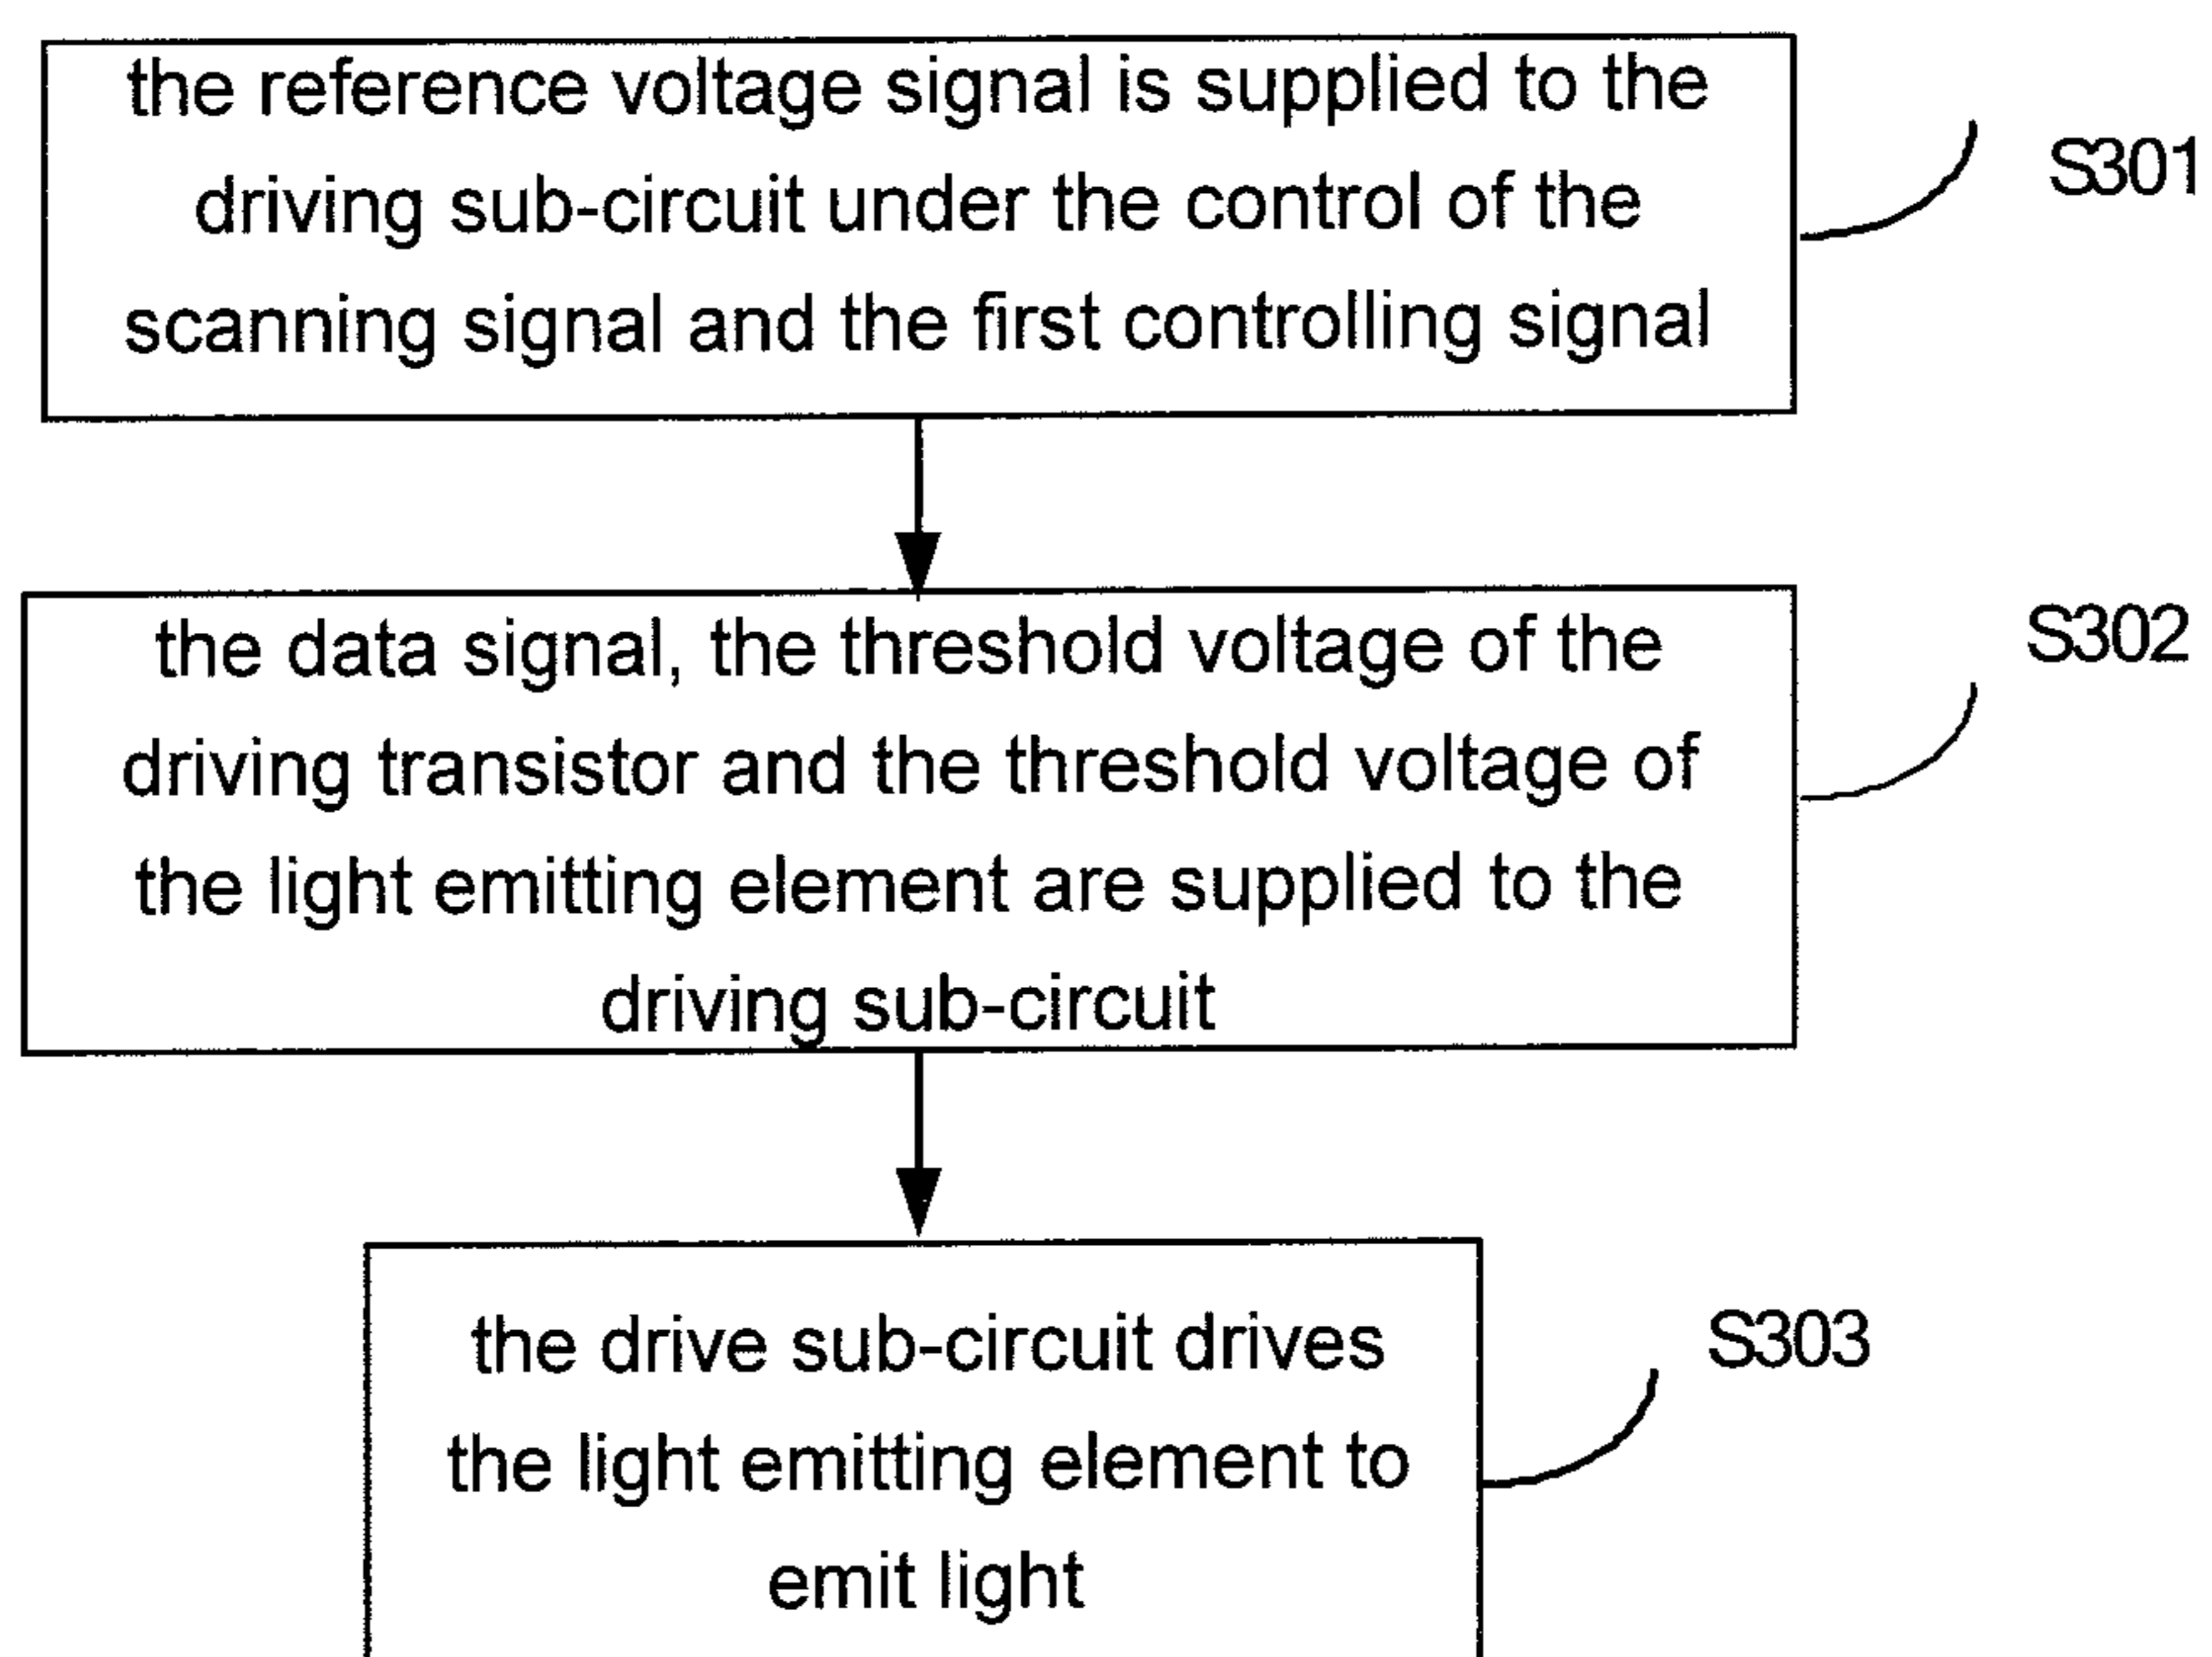 the reference voltage signal is supplied to the
driving sub-circuit under the control of the
scanning signal and the first controlling signal
S301
the data signal, the threshold voltage of the
driving transistor and the threshold voltage of
the light emitting element are supplied to the
driving sub-circuit
S302
the drive sub-circuit drives
the light emitting element to
emit light
S303